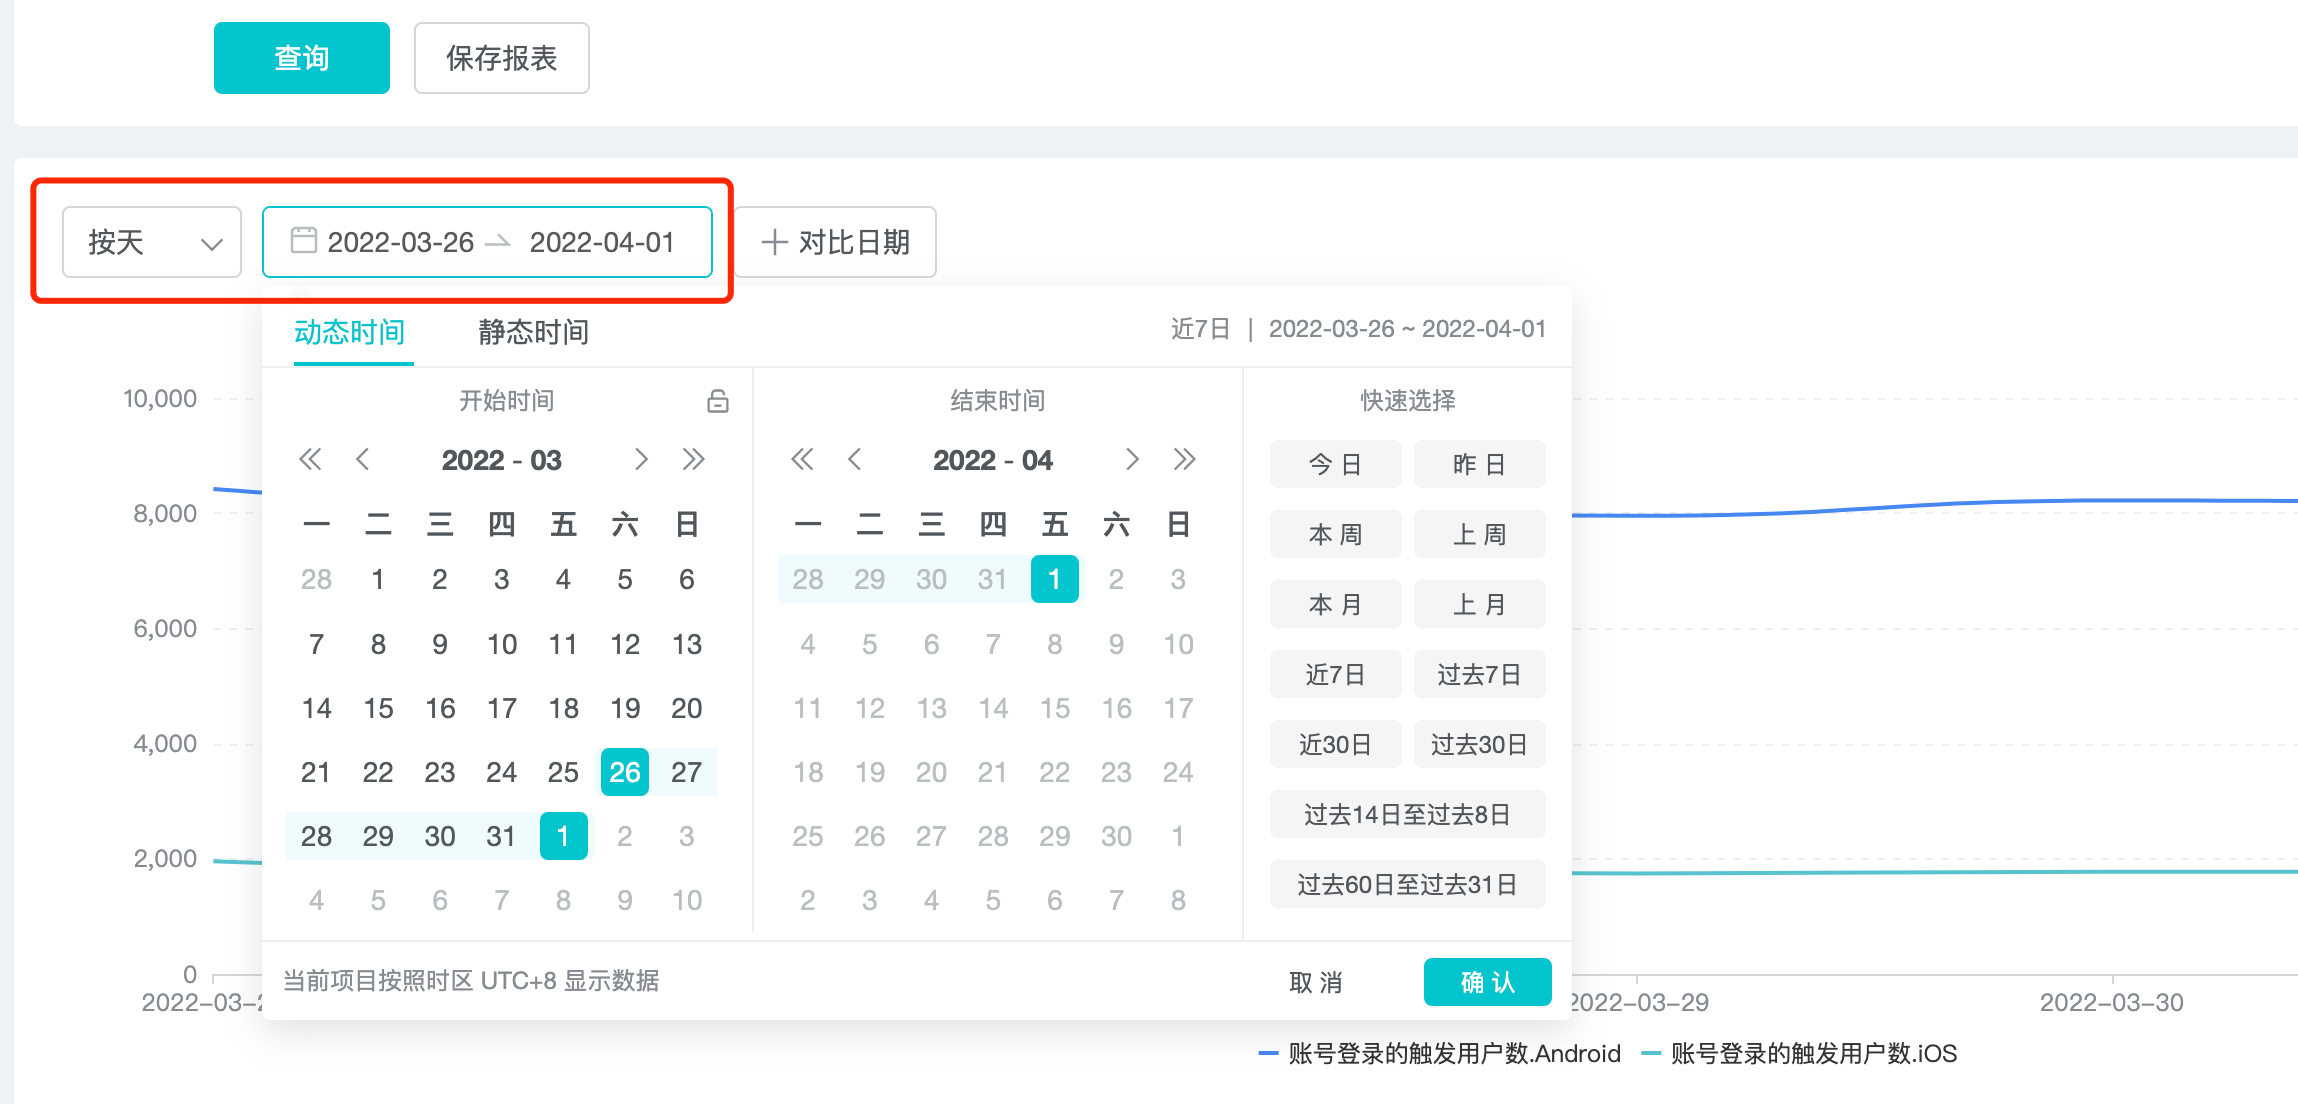 查询 保存报表
按天 2022-03-26 2022-04-01 对比日期
动态时间 静态时间 近7日 | 2022-03-26 ~ 2022-04-01
开始时间
2022 - 03
一 二 三 四 五 六 日
28 1 2 3 4 5 6
7 8 9 10 11 12 13
14 15 16 17 18 19 20
21 22 23 24 25 26 27
28 29 30 31 1 2 3
4 5 6 7 8 9 10
结束时间
2022 - 04
一 二 三 四 五 六 日
28 29 30 31 1 2 3
4 5 6 7 8 9 10
11 12 13 14 15 16 17
18 19 20 21 22 23 24
25 26 27 28 29 30 1
2 3 4 5 6 7 8
快速选择
今日 昨日
本周 上周
本月 上月
近7日 过去7日
近30日 过去30日
过去14日至过去8日
过去60日至过去31日
当前项目按照时区 UTC+8 显示数据 取消 确认
10,000
8,000
6,000
4,000
2,000
0
2022-03-2 2022-03-29 2022-03-30
账号登录的触发用户数.Android 账号登录的触发用户数.iOS